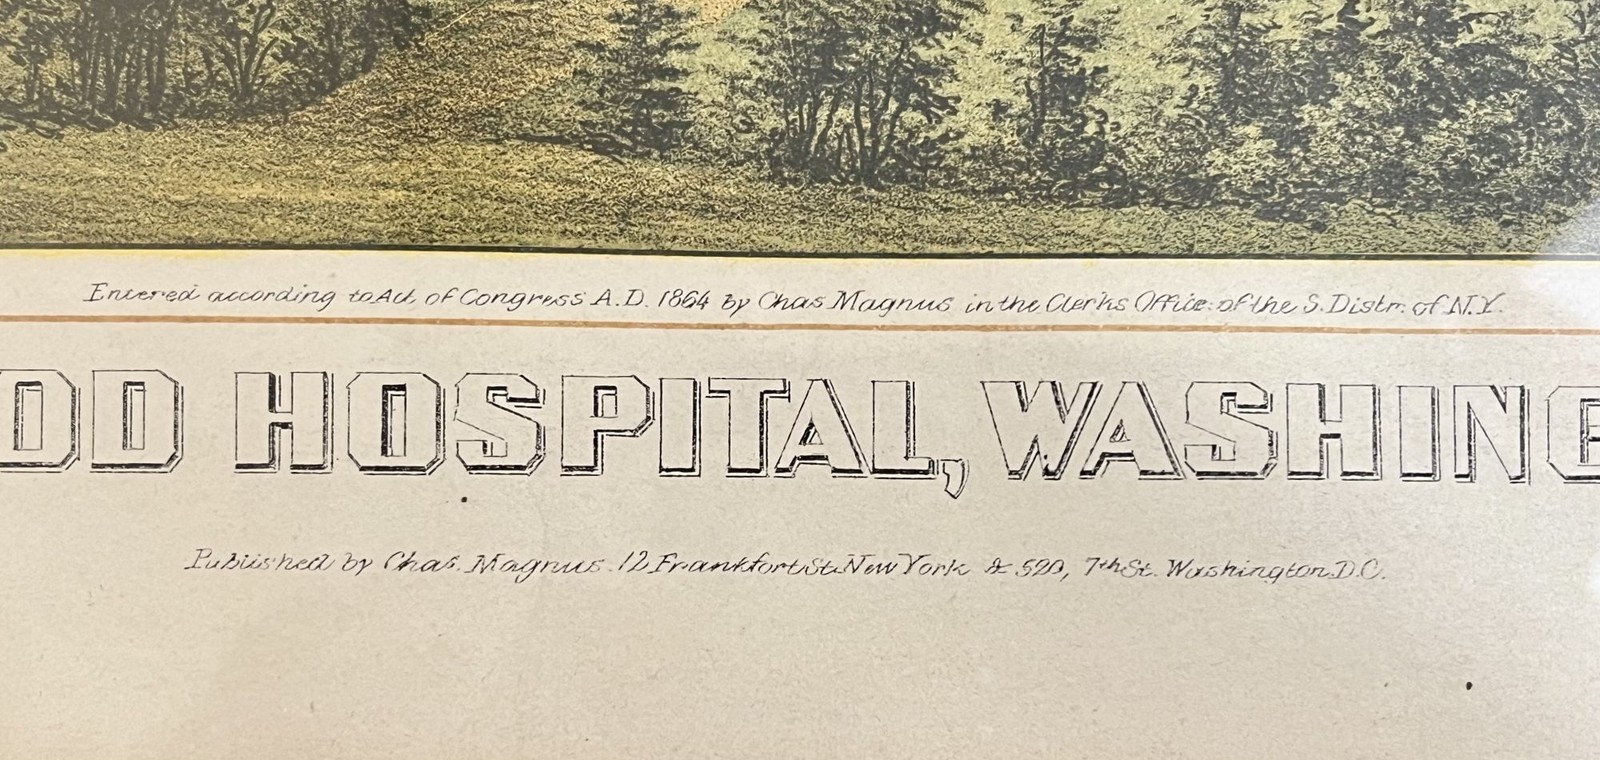 Entered according to Act of Congress A.D. 1864 by Chas Magnus in the Clerks Office of the S. Distr. of N.Y.
OOD HOSPITAL, WASHING
Published by Chas. Magnus. 12 Frankfort St. New York & 520, 7th St. Washington D.C.